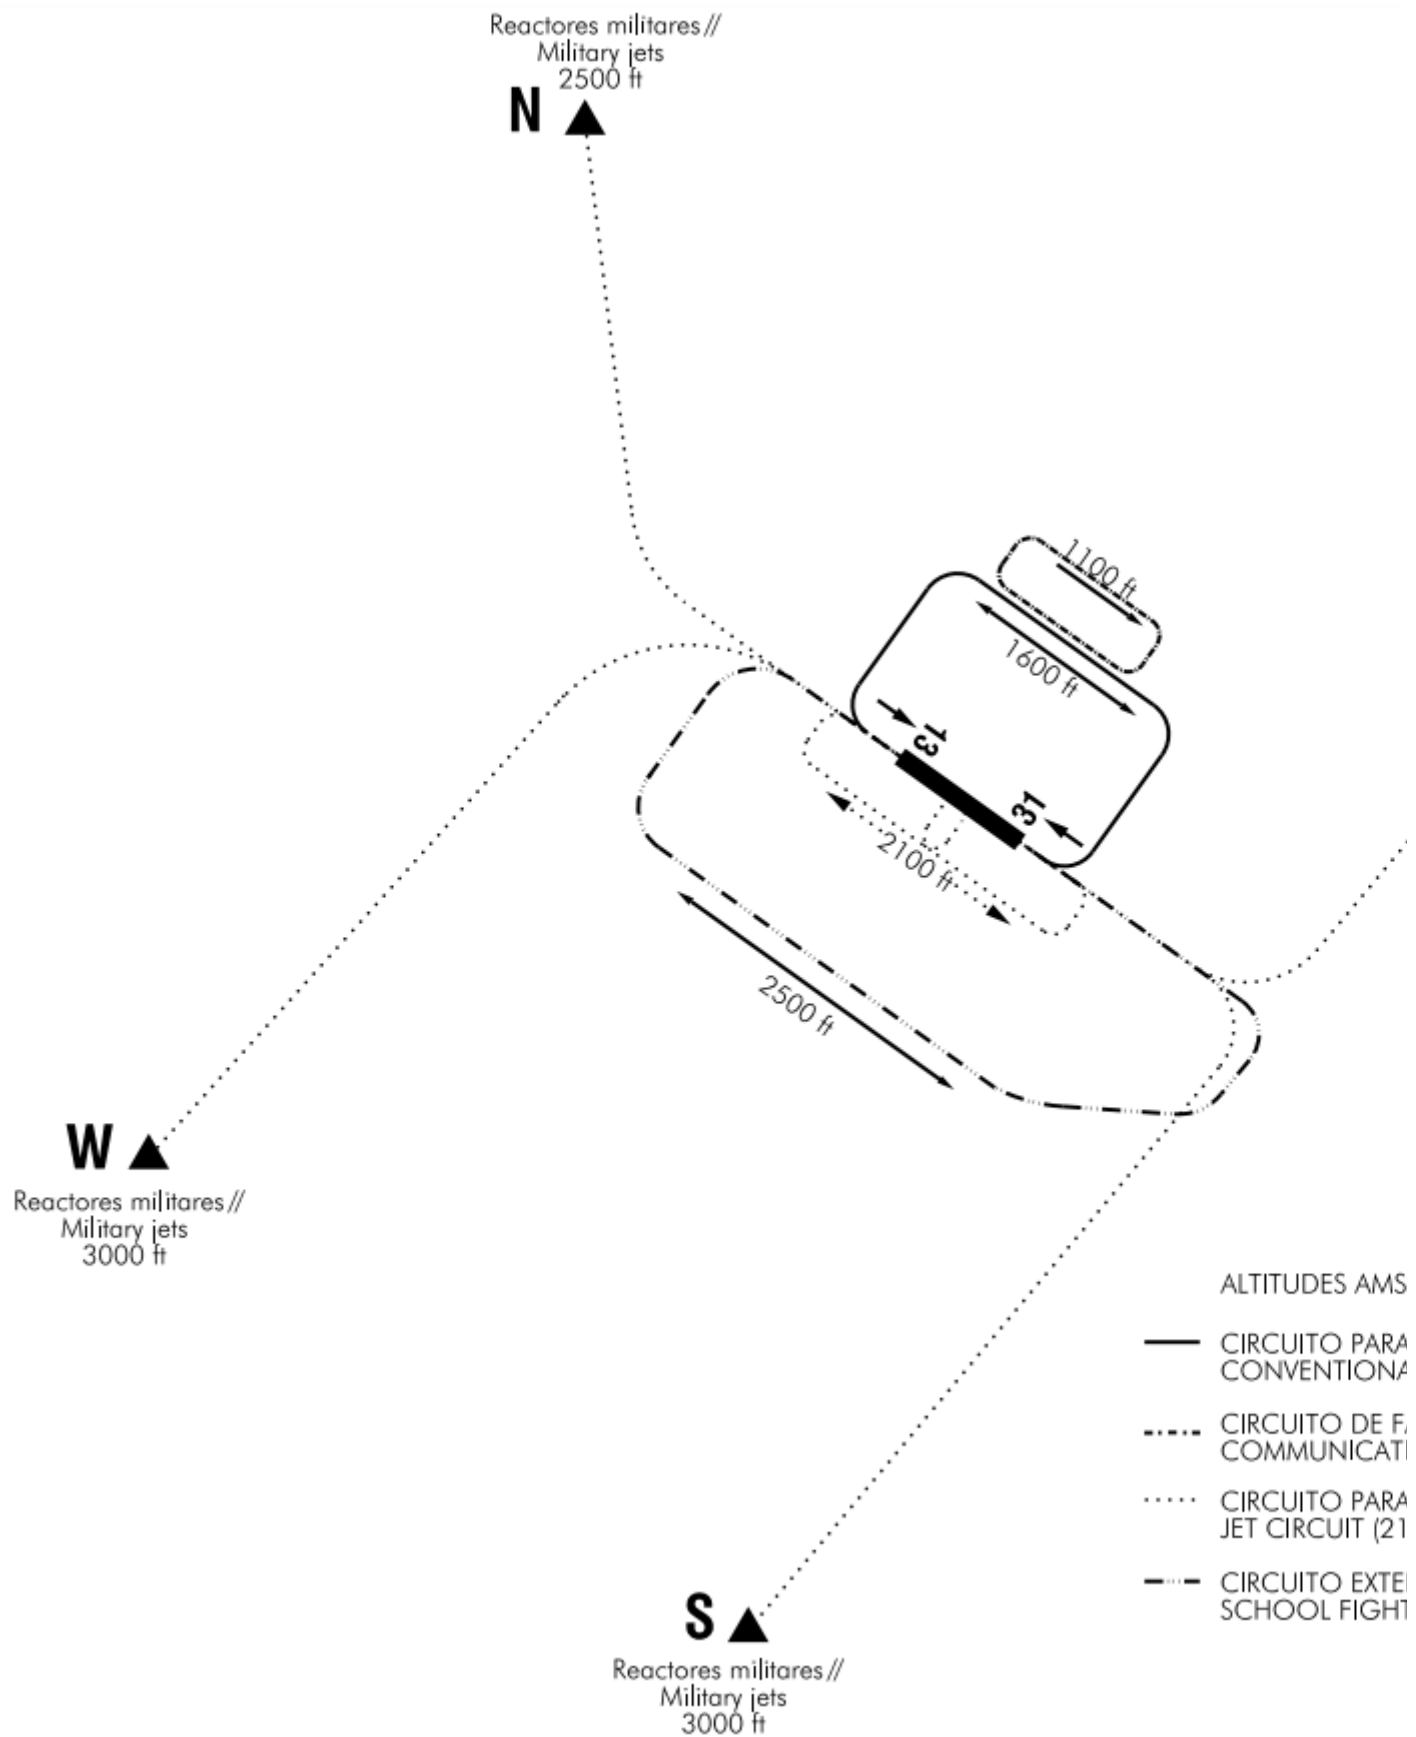 Reactores militares//
Military jets
2500 ft
N
1100 ft
1600 ft
13
31
2100 ft
2500 ft
W
Reactores militares//
Military jets
3000 ft
ALTITUDES AMS
CIRCUITO PARA
CONVENTIONA
CIRCUITO DE FA
COMMUNICATI
CIRCUITO PARA
JET CIRCUIT (21
CIRCUITO EXTE
SCHOOL FIGHT
S
Reactores militares//
Military jets
3000 ft